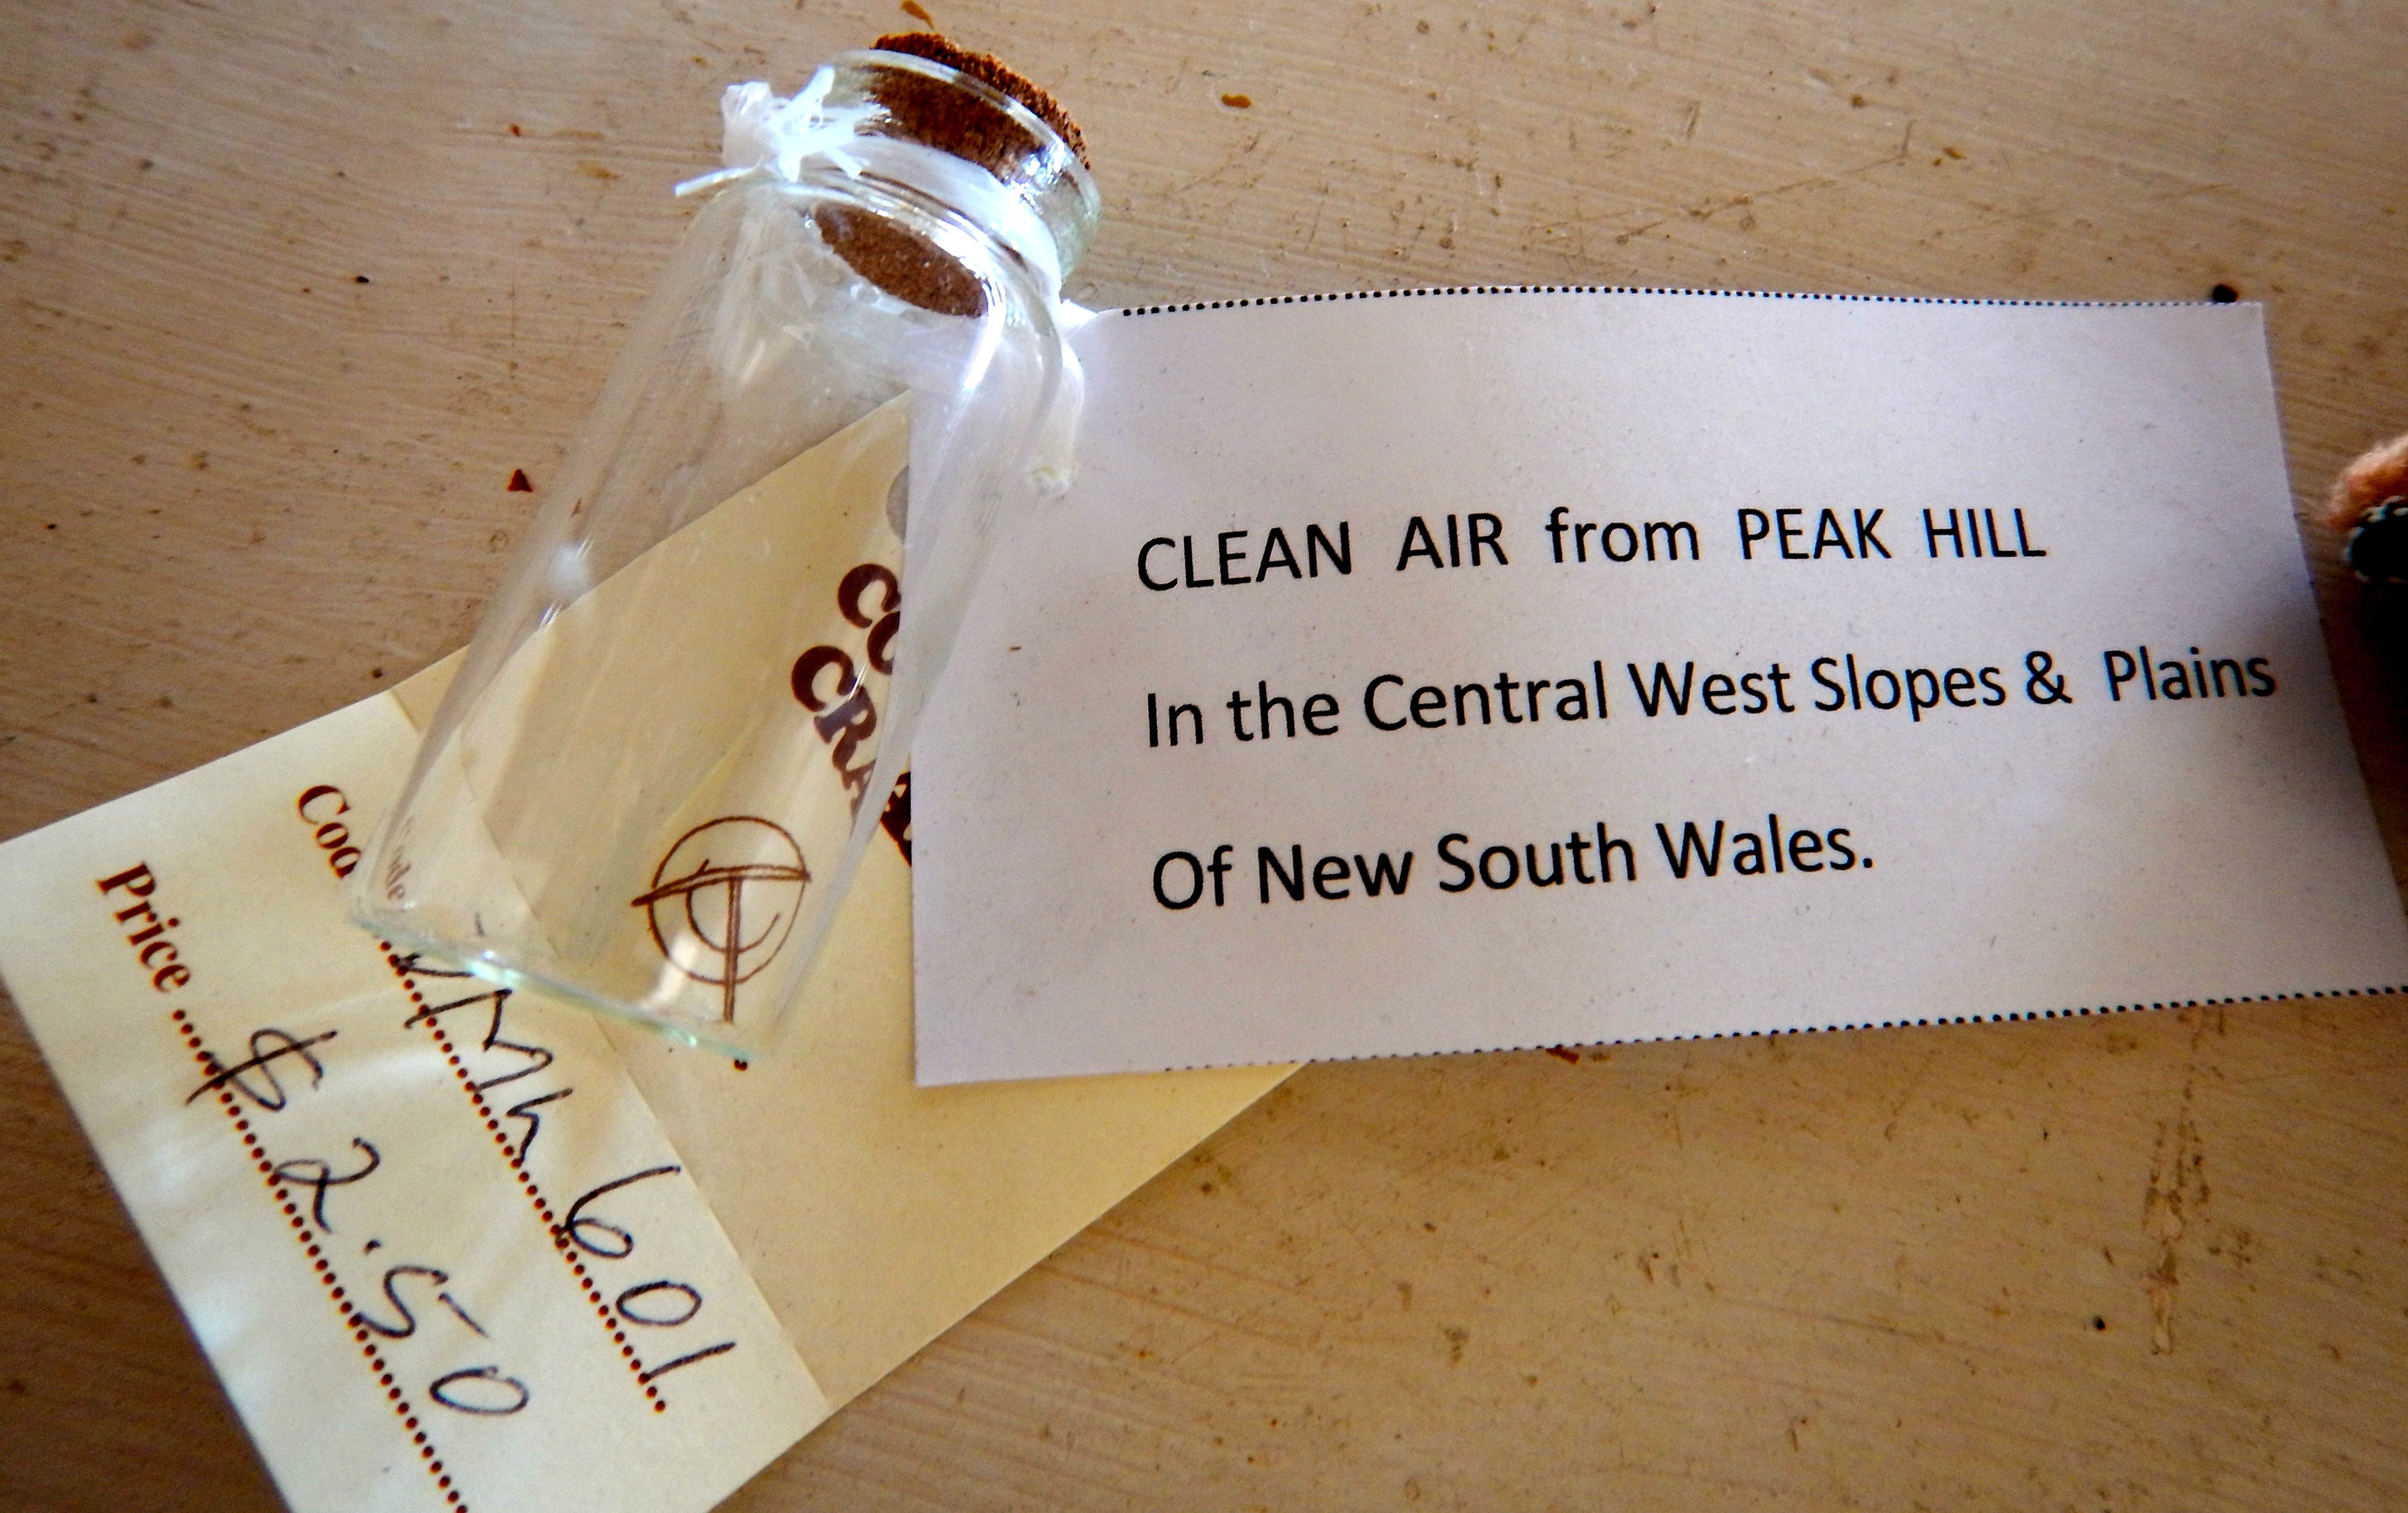 CLEAN AIR from PEAK HILL
In the Central West Slopes & Plains
Of New South Wales.
Price $ 2.50